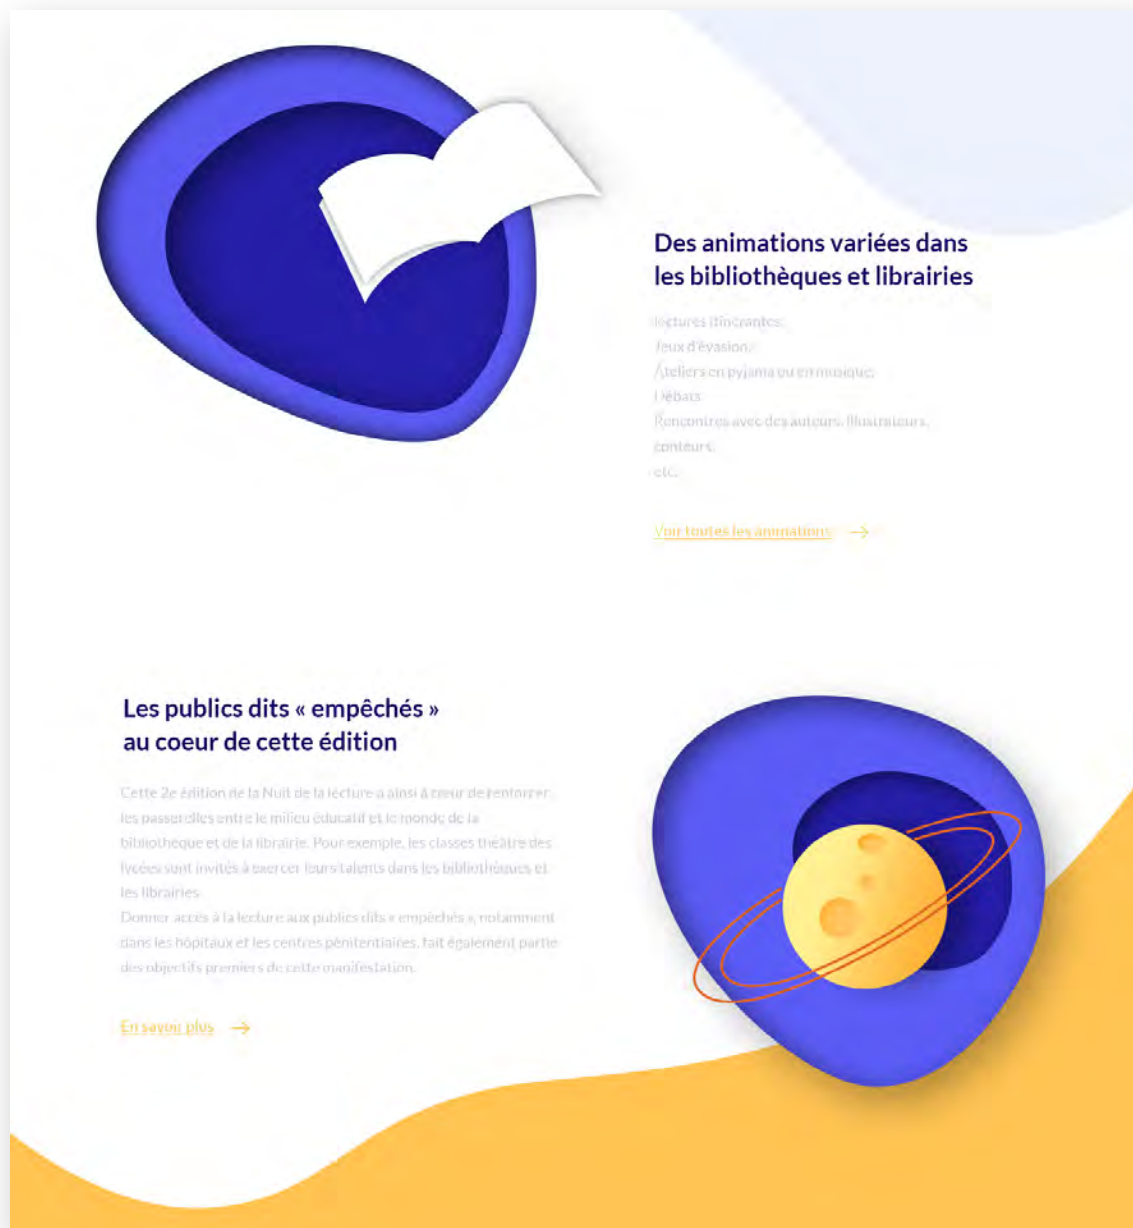 Des animations variées dans
les bibliothèques et librairies
lectures itinérantes,
Jeux d'évasion,
Ateliers en pyjama ou en musique,
Débats
Rencontres avec des auteurs, illustrateurs,
conteurs,
etc.
Voir toutes les animations
Les publics dits « empêchés »
au coeur de cette édition
Cette 2e édition de la Nuit de la lecture a ainsi à cœur de renforcer
les passerelles entre le milieu éducatif et le monde de la
bibliothèque et de la librairie. Pour exemple, les classes théâtre des
lycées sont invités à exercer leurs talents dans les bibliothèques et
les librairies.
Donner accès à la lecture aux publics dits « empêchés », notamment
dans les hôpitaux et les centres pénitentiaires, fait également partie
des objectifs premiers de cette manifestation.
En savoir plus